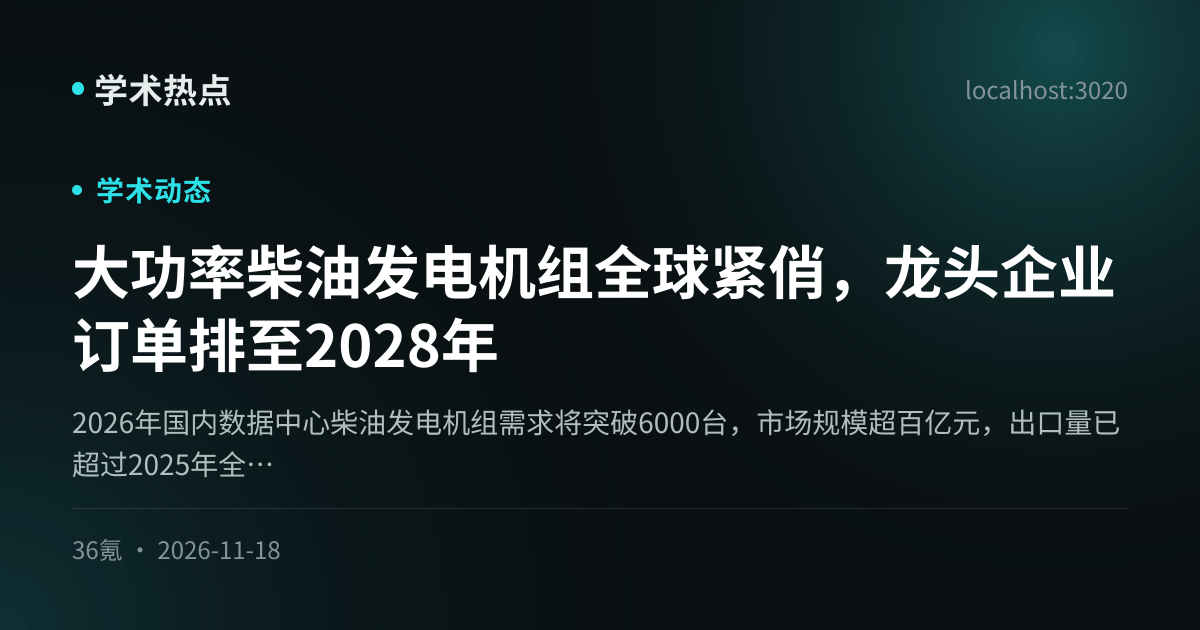 学术热点
localhost:3020
学术动态
大功率柴油发电机组全球紧俏，龙头企业
订单排至2028年
2026年国内数据中心柴油发电机组需求将突破6000台，市场规模超百亿元，出口量已
超过2025年全…
36氪 · 2026-11-18